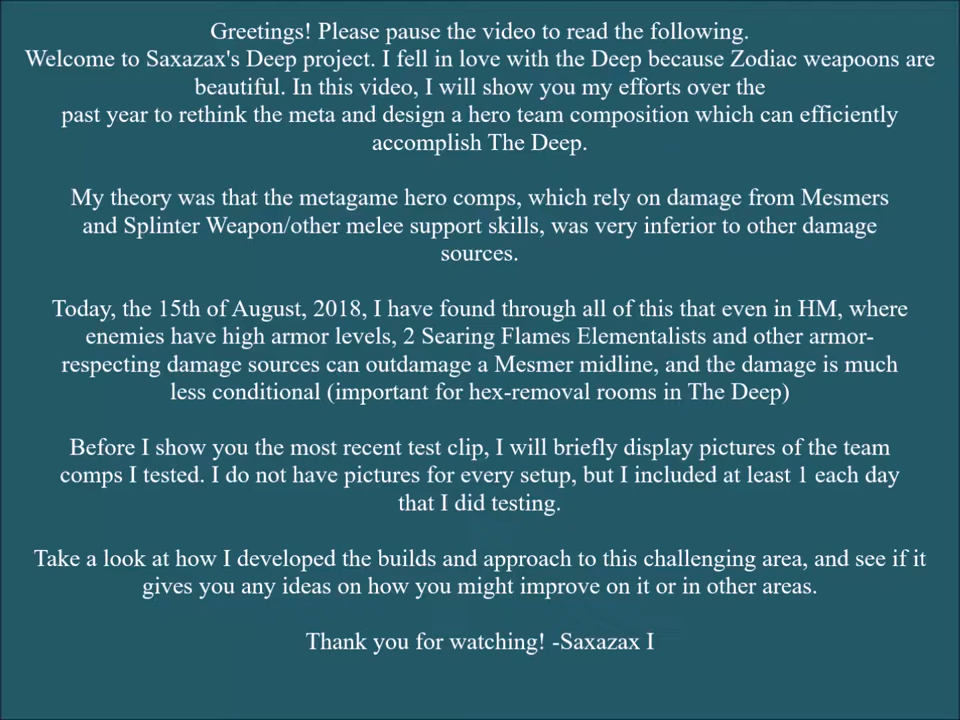 Greetings! Please pause the video to read the following.
Welcome to Saxazax's Deep project. I fell in love with the Deep because Zodiac weapoons are
beautiful. In this video, I will show you my efforts over the
past year to rethink the meta and design a hero team composition which can efficiently
accomplish The Deep.
My theory was that the metagame hero comps, which rely on damage from Mesmers
and Splinter Weapon/other melee support skills, was very inferior to other damage
sources.
Today, the 15th of August, 2018, I have found through all of this that even in HM, where
enemies have high armor levels, 2 Searing Flames Elementalists and other armor-
respecting damage sources can outdamage a Mesmer midline, and the damage is much
less conditional (important for hex-removal rooms in The Deep)
Before I show you the most recent test clip, I will briefly display pictures of the team
comps I tested. I do not have pictures for every setup, but I included at least 1 each day
that I did testing.
Take a look at how I developed the builds and approach to this challenging area, and see if it
gives you any ideas on how you might improve on it or in other areas.
Thank you for watching! -Saxazax I